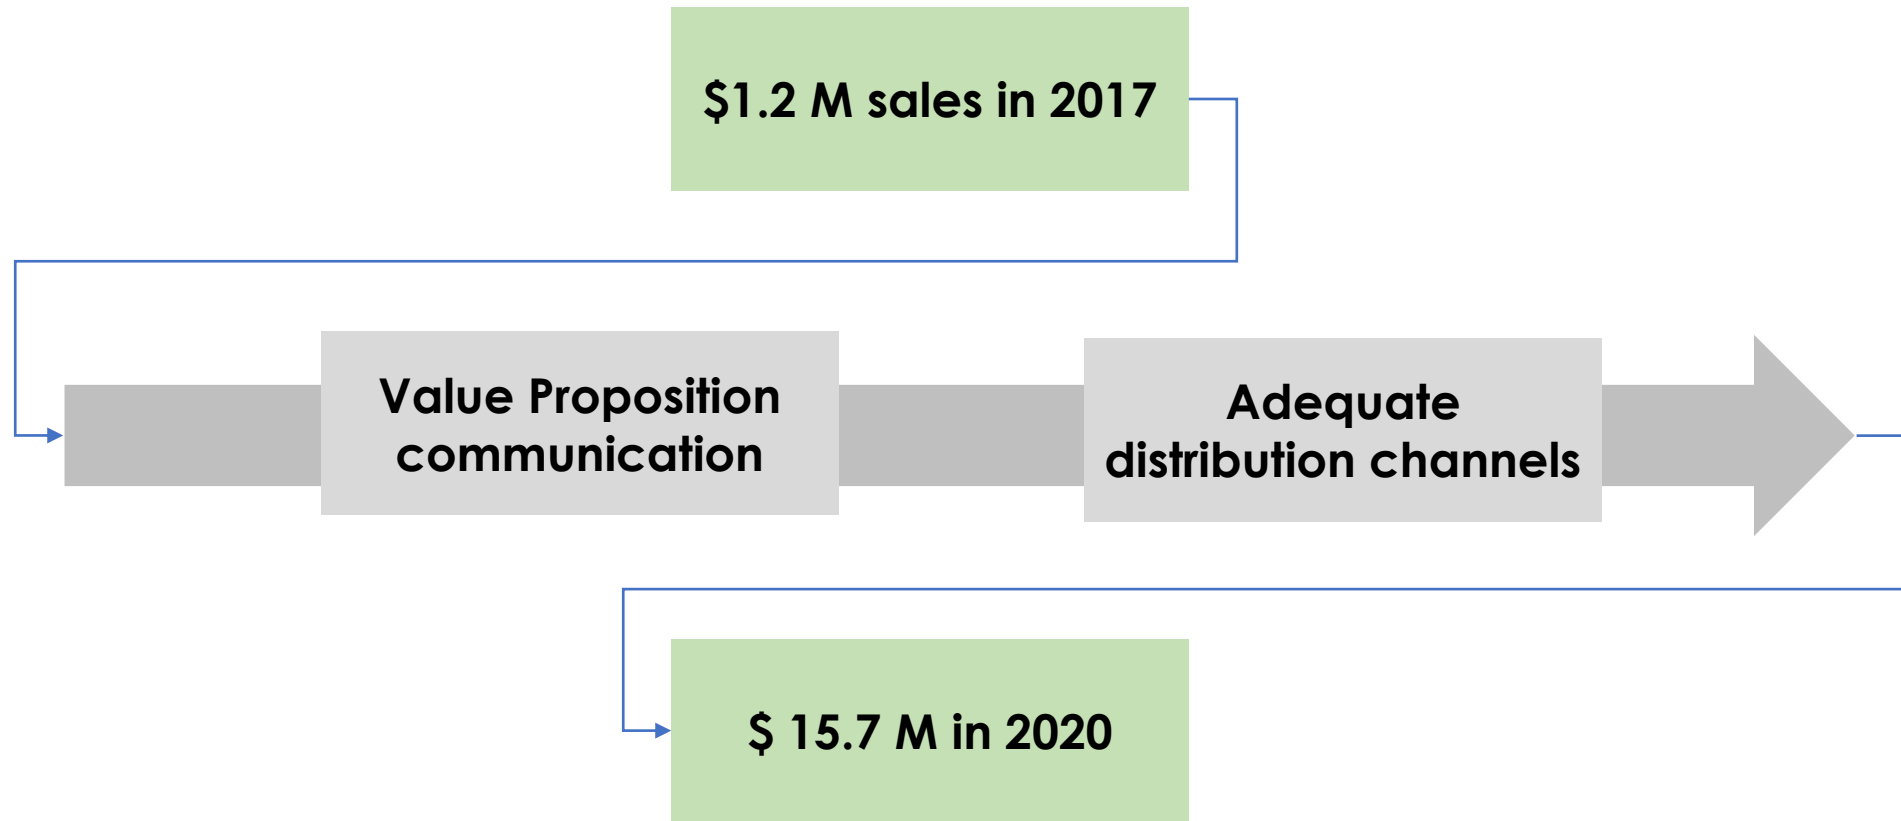 $1.2 M sales in 2017
Value Proposition
communication
Adequate
distribution channels
$ 15.7 M in 2020